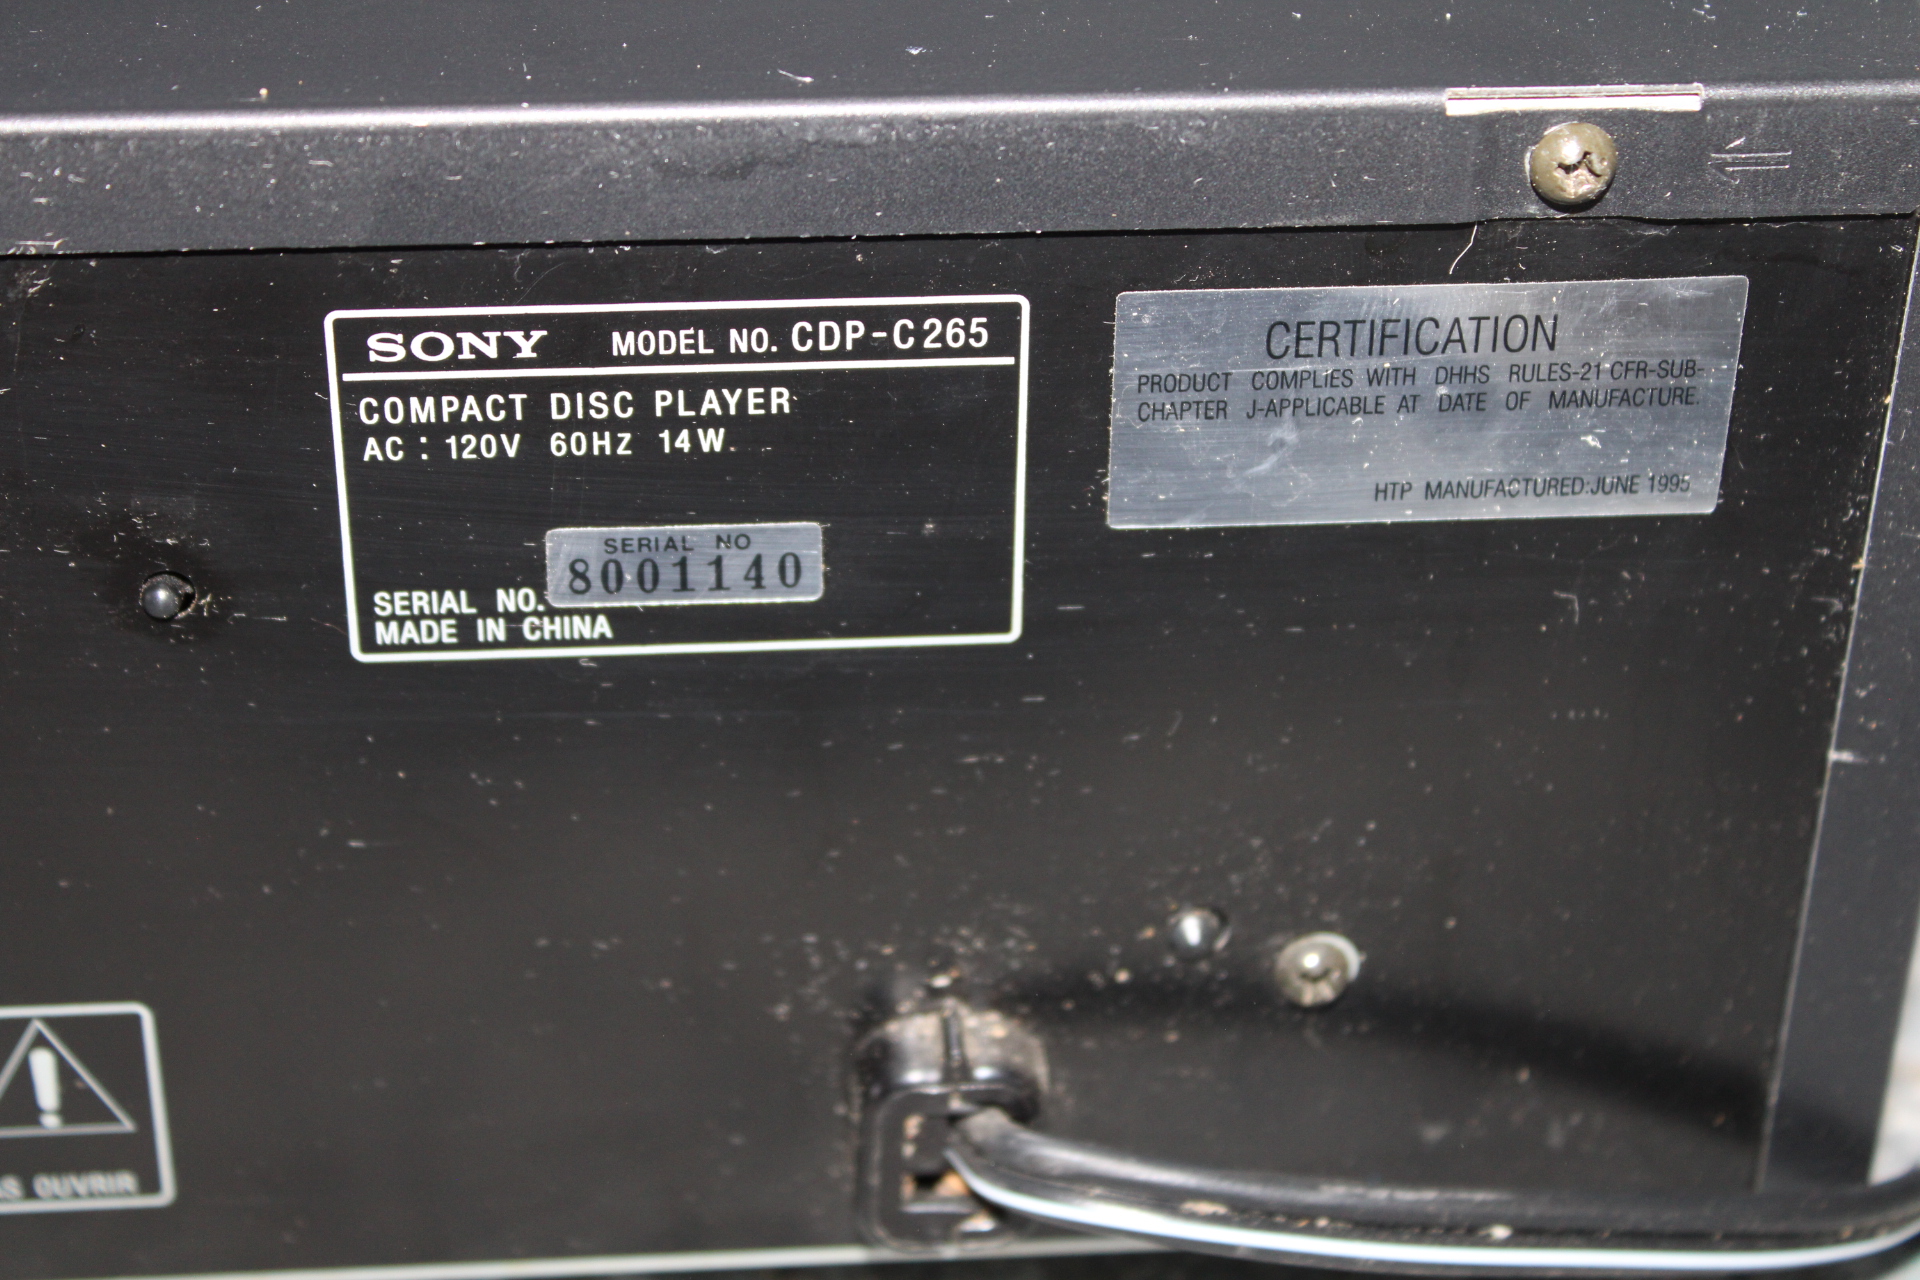 SONY MODEL NO. CDP-C265
COMPACT DISC PLAYER
AC : 120V 60HZ 14W
SERIAL NO
8001140
SERIAL NO.
MADE IN CHINA
CERTIFICATION
PRODUCT COMPLIES WITH DHHS RULES-21 CFR-SUB-
CHAPTER J-APPLICABLE AT DATE OF MANUFACTURE.
HTP MANUFACTURED:JUNE 1995
OUVRIR